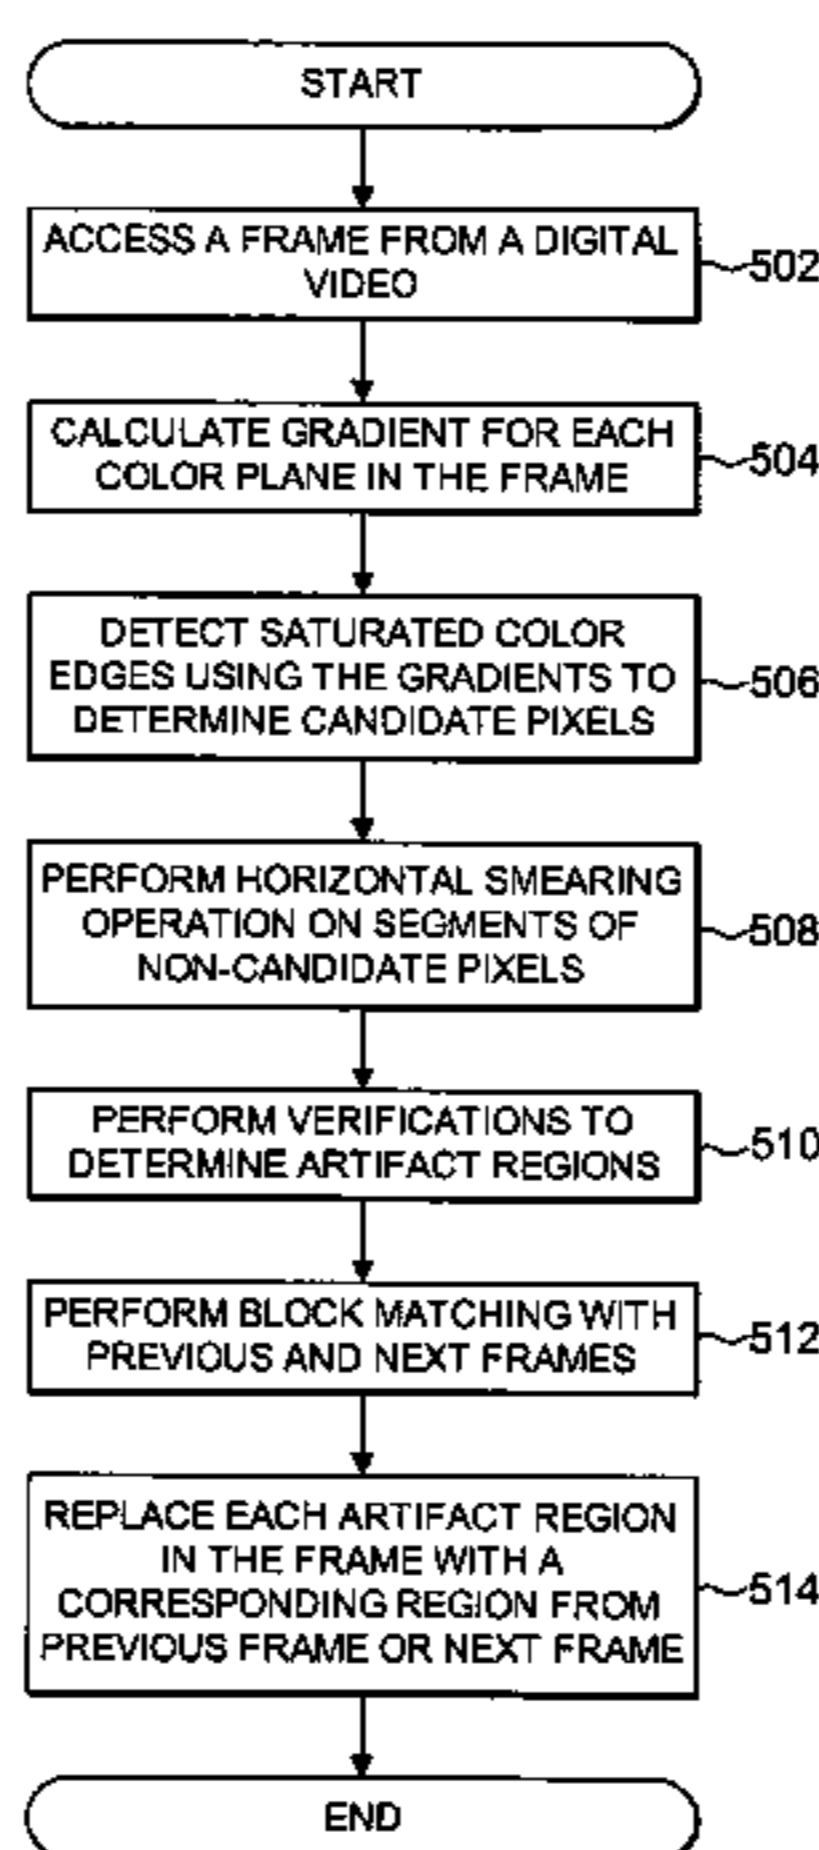 START
ACCESS A FRAME FROM A DIGITAL
VIDEO
502
CALCULATE GRADIENT FOR EACH
COLOR PLANE IN THE FRAME
504
DETECT SATURATED COLOR
EDGES USING THE GRADIENTS TO
DETERMINE CANDIDATE PIXELS
506
PERFORM HORIZONTAL SMEARING
OPERATION ON SEGMENTS OF
NON-CANDIDATE PIXELS
508
PERFORM VERIFICATIONS TO
DETERMINE ARTIFACT REGIONS
510
PERFORM BLOCK MATCHING WITH
PREVIOUS AND NEXT FRAMES
512
REPLACE EACH ARTIFACT REGION
IN THE FRAME WITH A
CORRESPONDING REGION FROM
PREVIOUS FRAME OR NEXT FRAME
514
END